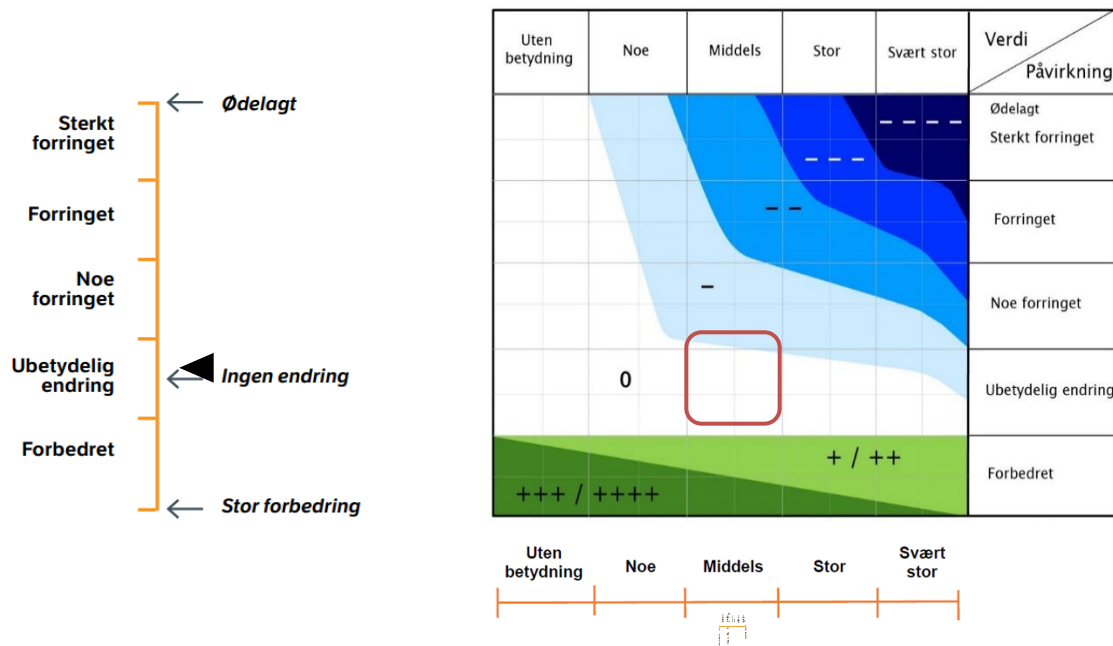 Uten
betydning
Noe
Middels
Stor
Svært stor
Verdi
Påvirkning
Ødelagt
Sterkt forringet
Forringet
Noe forringet
Ubetydelig endring
Forbedret
– – – –
– – –
– –
–
0
+ / ++
+++ / ++++
Ødelagt
Sterkt
forringet
Forringet
Noe
forringet
Ubetydelig
endring
Ingen endring
Forbedret
Stor forbedring
Uten
betydning
Noe
Middels
Stor
Svært
stor